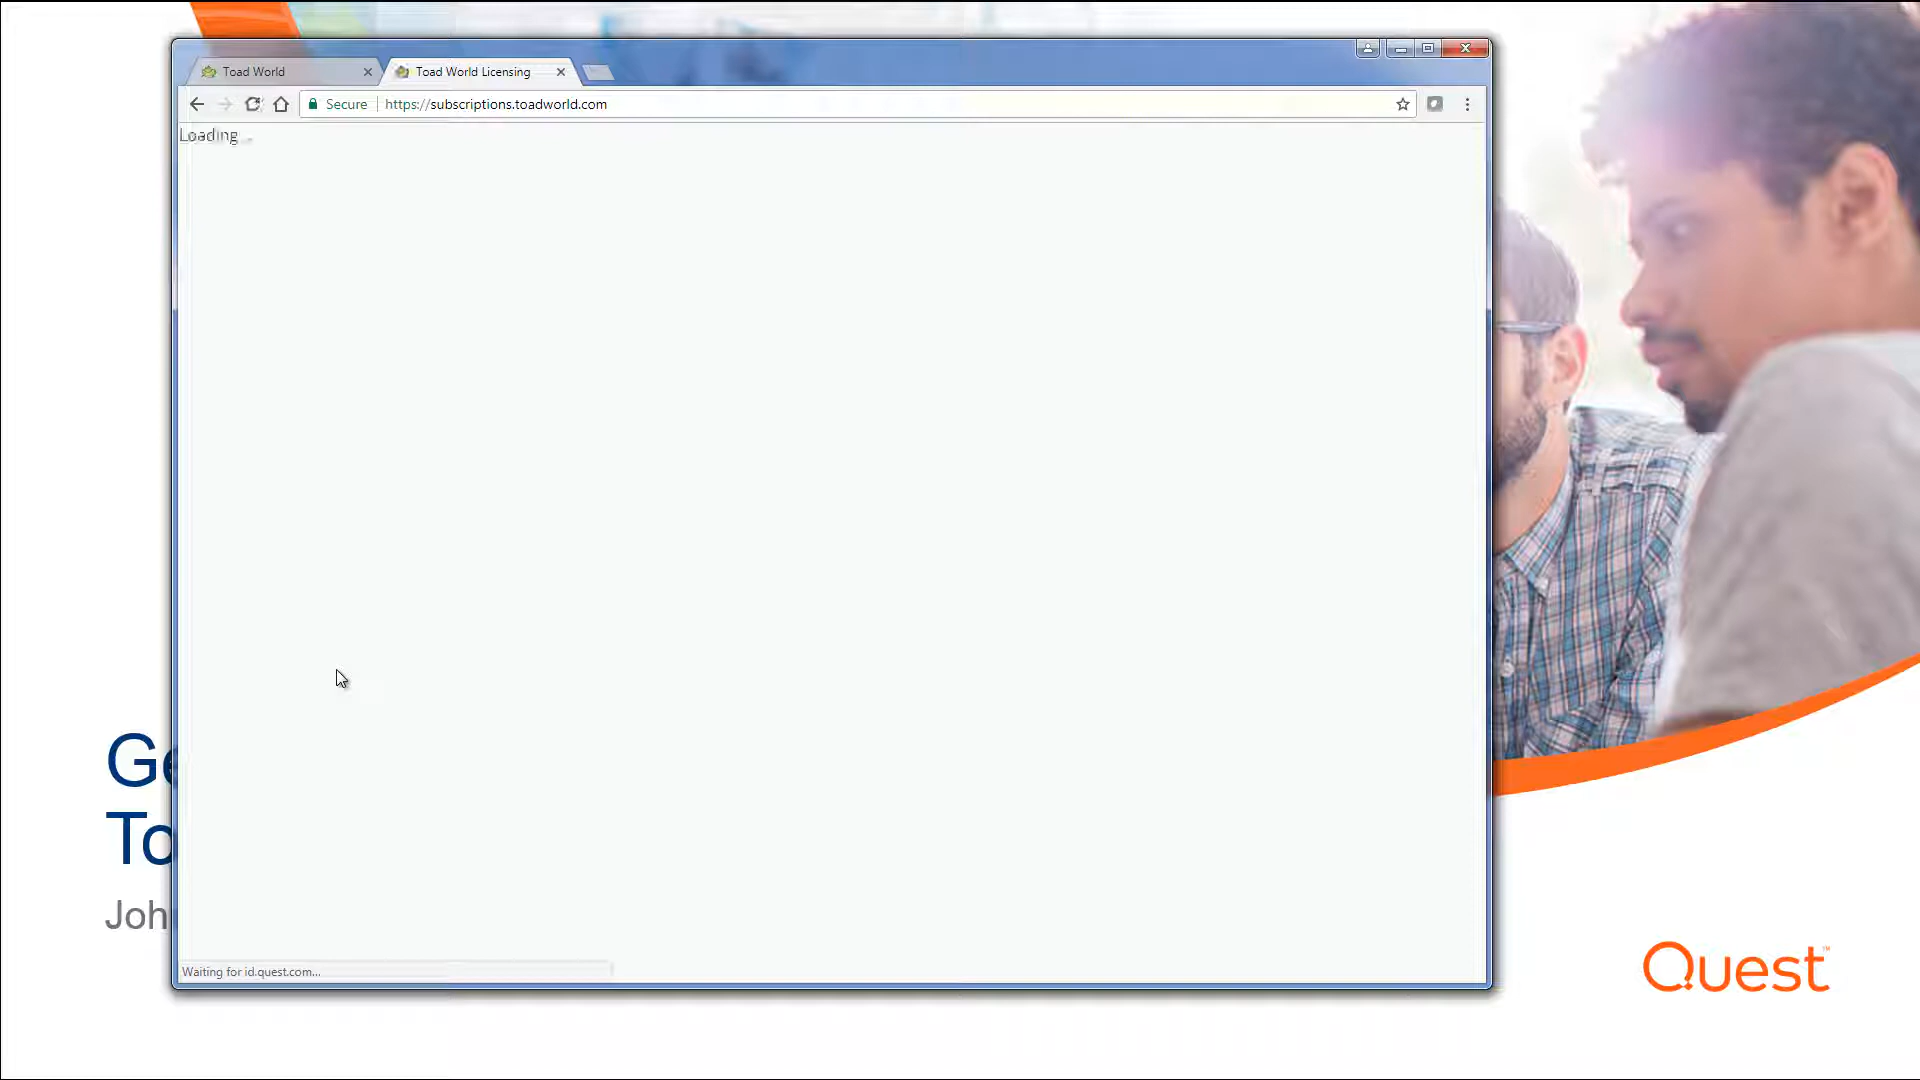 Toad World
Toad World Licensing
Secure
https://subscriptions.toadworld.com
Loading ...
Ge
To
Joh
Waiting for id.quest.com...
Quest™